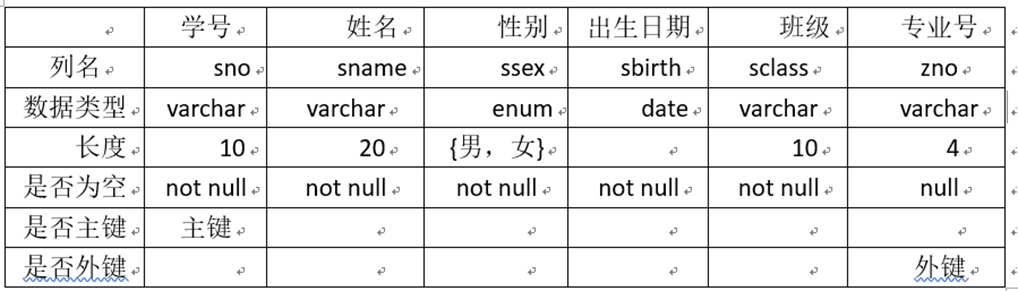 学号 姓名 性别 出生日期 班级 专业号
列名 sno sname ssex sbirth sclass zno
数据类型 varchar varchar enum date varchar varchar
长度 10 20 {男，女} 10 4
是否为空 not null not null not null not null not null null
是否主键 主键
是否外键 外键